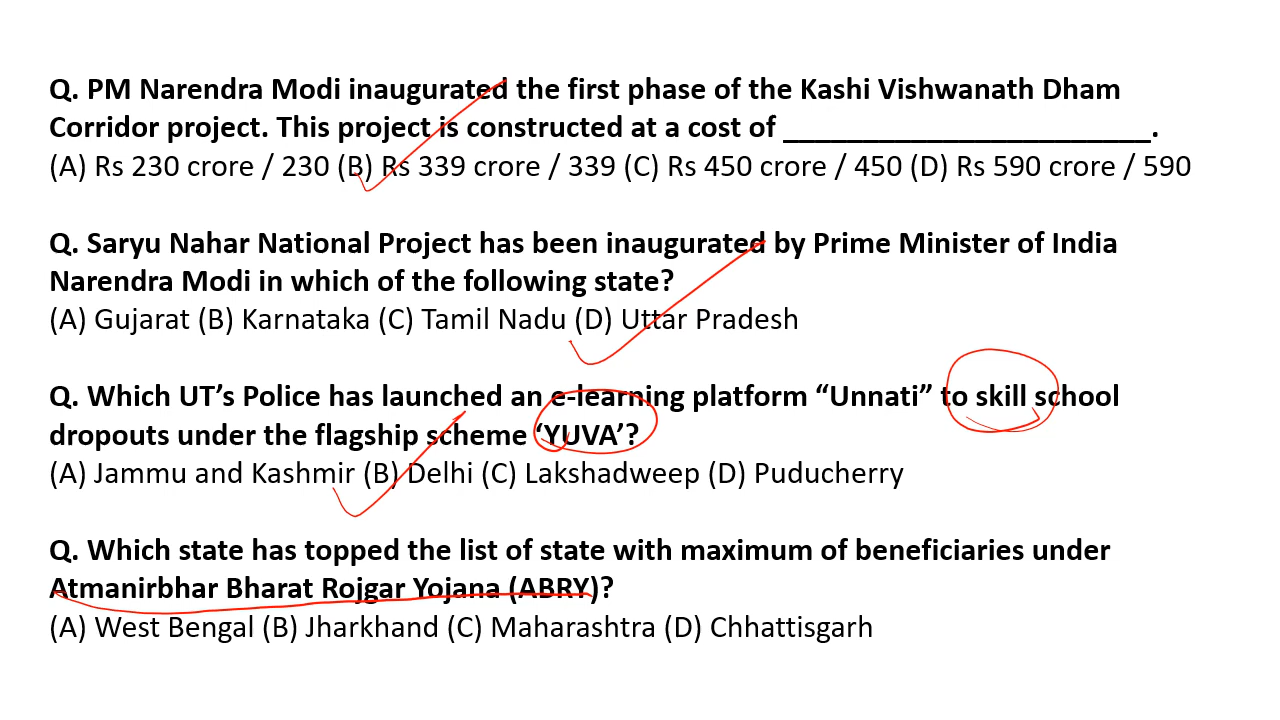 Q. PM Narendra Modi inaugurated the first phase of the Kashi Vishwanath Dham
Corridor project. This project is constructed at a cost of ________________________.
(A) Rs 230 crore / 230 (B) Rs 339 crore / 339 (C) Rs 450 crore / 450 (D) Rs 590 crore / 590
Q. Saryu Nahar National Project has been inaugurated by Prime Minister of India
Narendra Modi in which of the following state?
(A) Gujarat (B) Karnataka (C) Tamil Nadu (D) Uttar Pradesh
Q. Which UT’s Police has launched an e-learning platform “Unnati” to skill school
dropouts under the flagship scheme ‘YUVA’?
(A) Jammu and Kashmir (B) Delhi (C) Lakshadweep (D) Puducherry
Q. Which state has topped the list of state with maximum of beneficiaries under
Atmanirbhar Bharat Rojgar Yojana (ABRY)?
(A) West Bengal (B) Jharkhand (C) Maharashtra (D) Chhattisgarh